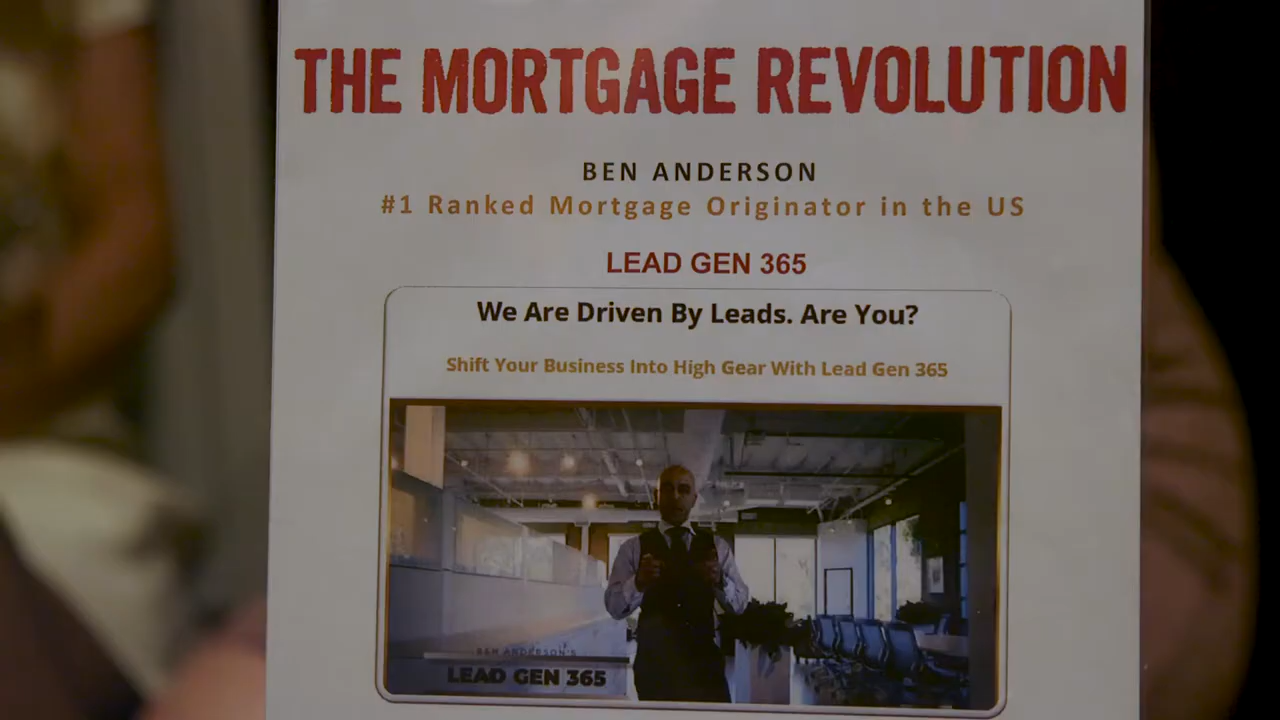 THE MORTGAGE REVOLUTION
BEN ANDERSON
#1 Ranked Mortgage Originator in the US
LEAD GEN 365
We Are Driven By Leads. Are You?
Shift Your Business Into High Gear With Lead Gen 365
BEN ANDERSON'S
LEAD GEN 365